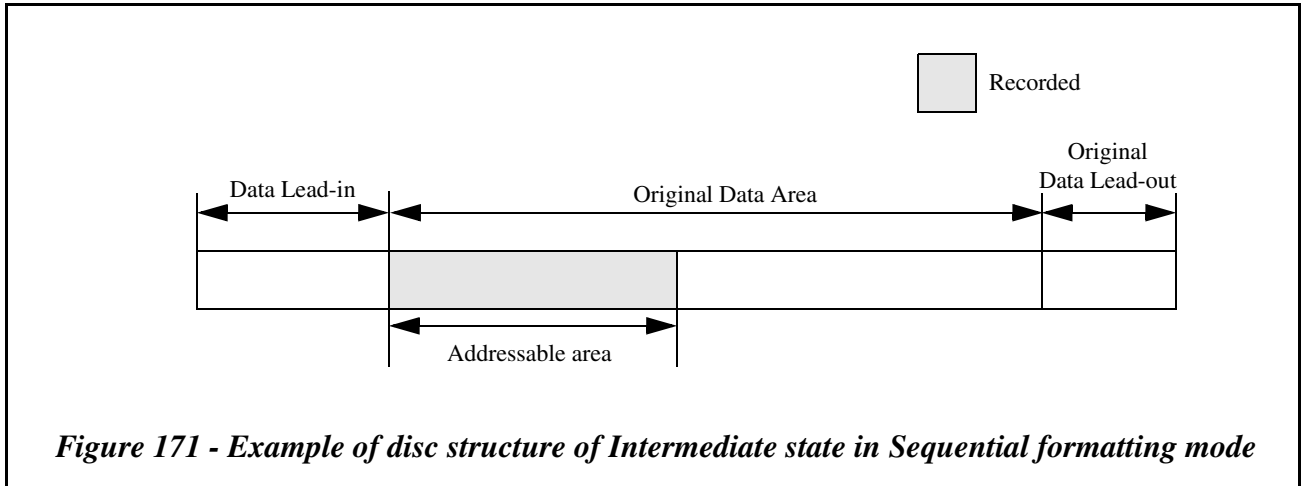 Recorded
Original
Data Lead-out
Data Lead-in
Original Data Area
Addressable area
Figure 171 - Example of disc structure of Intermediate state in Sequential formatting mode